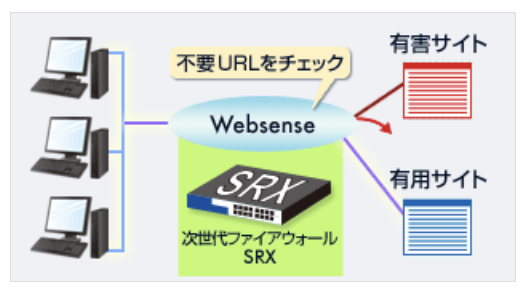 有害サイト
不要URLをチェック
Websense
SRX
有用サイト
次世代ファイアウォール
SRX